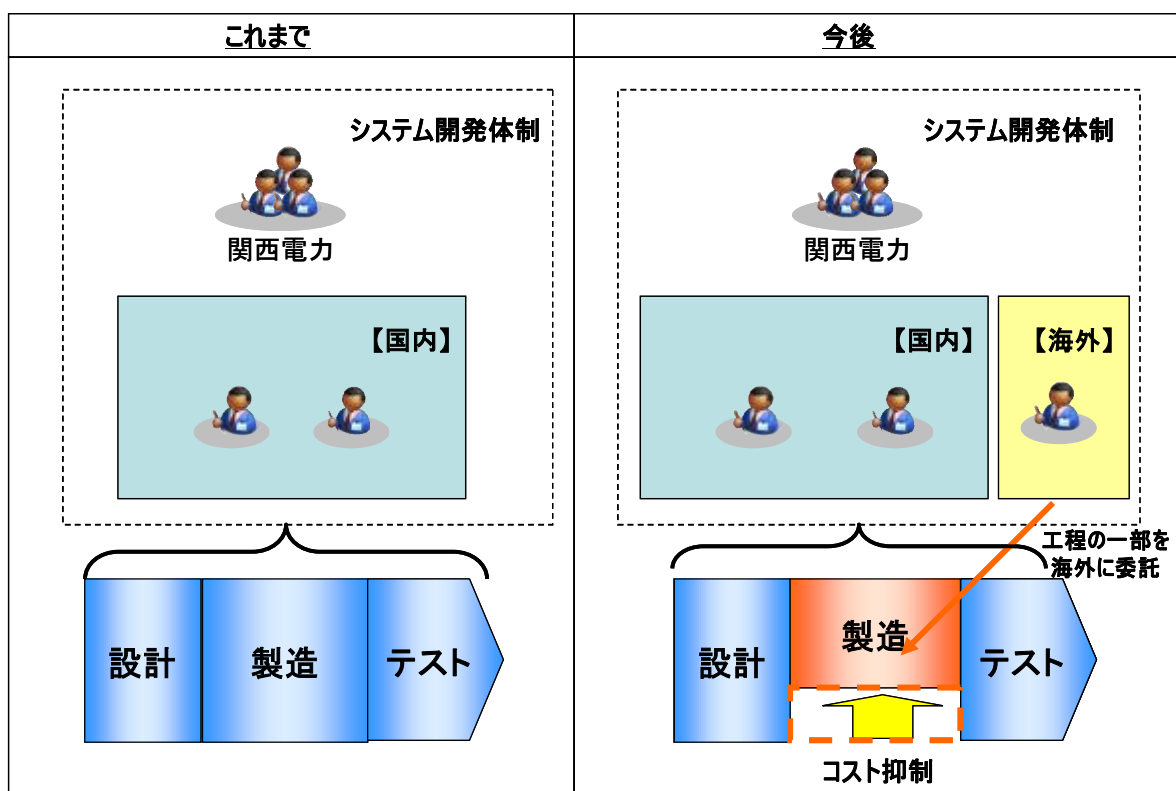 これまで
今後
システム開発体制
関西電力
【国内】
設計
製造
テスト
システム開発体制
関西電力
【国内】
【海外】
工程の一部を
海外に委託
設計
製造
テスト
コスト抑制